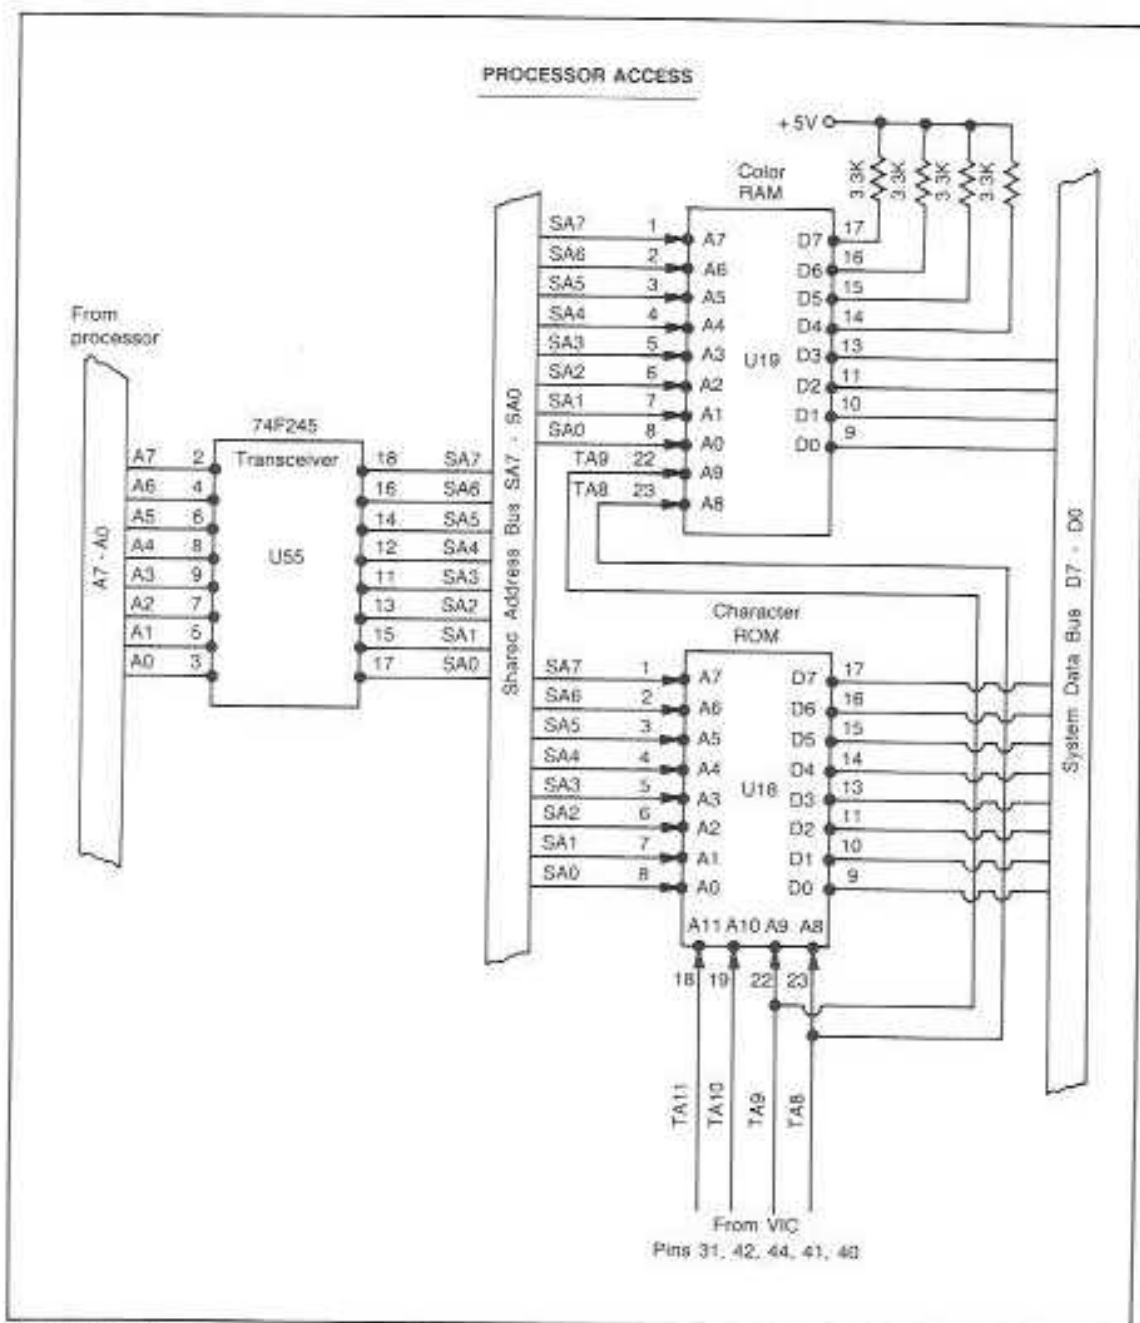 PROCESSOR ACCESS
+5V
3.3K
3.3K
3.3K
3.3K
Color
RAM
SA7 1 A7 D7 17
SA6 2 A6 D6 16
SA5 3 A5 D5 15
SA4 4 A4 D4 14
SA3 5 A3 U19 D3 13
SA2 6 A2 D2 11
SA1 7 A1 D1 10
SA0 8 A0 D0 9
TA9 22 A9
TA8 23 A8
From
processor
A7 - A0
74F245
Transceiver
U55
A7 2 18 SA7
A6 4 16 SA6
A5 6 14 SA5
A4 8 12 SA4
A3 9 11 SA3
A2 7 13 SA2
A1 5 15 SA1
A0 3 17 SA0
Shared Address Bus SA7 - SA0
System Data Bus D7 - D0
Character
ROM
SA7 1 A7 D7 17
SA6 2 A6 D6 16
SA5 3 A5 D5 15
SA4 4 A4 D4 14
SA3 5 A3 U18 D3 13
SA2 6 A2 D2 11
SA1 7 A1 D1 10
SA0 8 A0 D0 9
A11 A10 A9 A8
18 19 22 23
TA11
TA10
TA9
TA8
From VIC
Pins 31, 42, 44, 41, 40